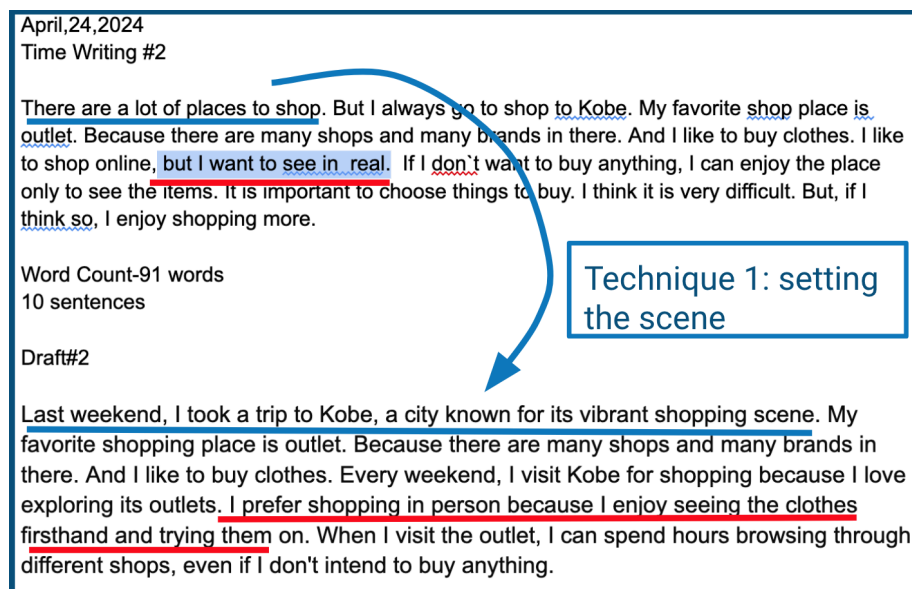 April,24,2024
Time Writing #2
There are a lot of places to shop. But I always go to shop to Kobe. My favorite shop place is
outlet. Because there are many shops and many brands in there. And I like to buy clothes. I like
to shop online, but I want to see in  real.  If I don`t want to buy anything, I can enjoy the place
only to see the items. It is important to choose things to buy. I think it is very difficult. But, if I
think so, I enjoy shopping more.
Word Count-91 words
10 sentences
Technique 1: setting
the scene
Draft#2
Last weekend, I took a trip to Kobe, a city known for its vibrant shopping scene. My
favorite shopping place is outlet. Because there are many shops and many brands in
there. And I like to buy clothes. Every weekend, I visit Kobe for shopping because I love
exploring its outlets. I prefer shopping in person because I enjoy seeing the clothes
firsthand and trying them on. When I visit the outlet, I can spend hours browsing through
different shops, even if I don't intend to buy anything.